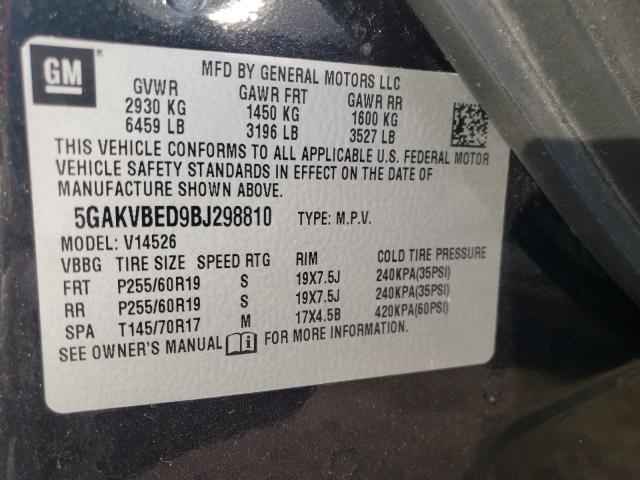 GM
MFD BY GENERAL MOTORS LLC
GVWR GAWR FRT GAWR RR
2930 KG 1450 KG 1600 KG
6459 LB 3196 LB 3527 LB
THIS VEHICLE CONFORMS TO ALL APPLICABLE U.S. FEDERAL MOTOR
VEHICLE SAFETY STANDARDS IN EFFECT ON THE DATE OF
MANUFACTURE SHOWN ABOVE.
5GAKVBED9BJ298810 TYPE: M.P.V.
MODEL: V14526
VBBG TIRE SIZE SPEED RTG RIM COLD TIRE PRESSURE
FRT P255/60R19 S 19X7.5J 240KPA(35PSI)
RR P255/60R19 S 19X7.5J 240KPA(35PSI)
SPA T145/70R17 M 17X4.5B 420KPA(60PSI)
SEE OWNER'S MANUAL FOR MORE INFORMATION.